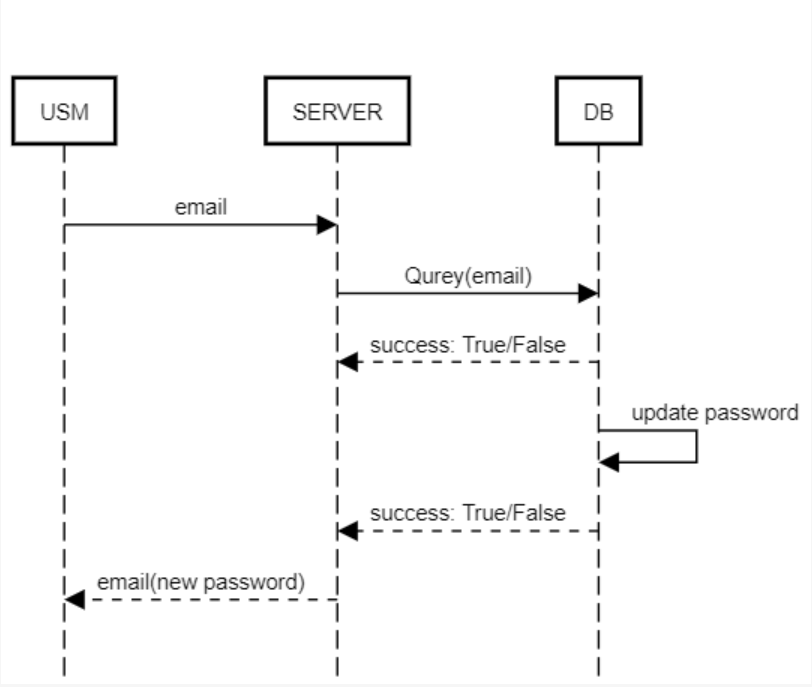 USM
SERVER
DB
email
Qurey(email)
success: True/False
update password
success: True/False
email(new password)